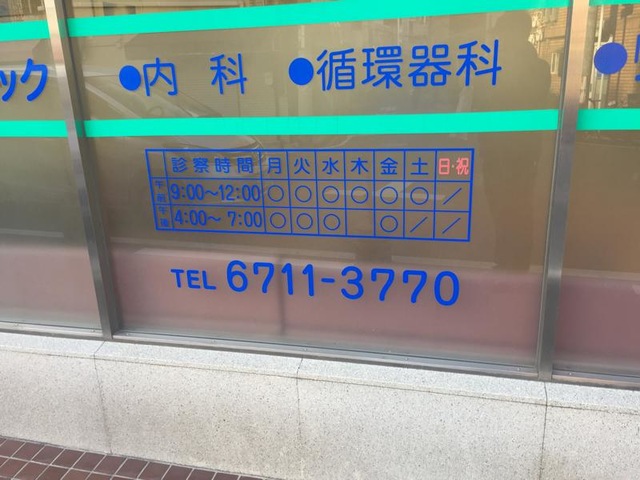 ック ●内科 ●循環器科 ●
診察時間 月 火 水 木 金 土 日・祝
午前 9:00～12:00 ○ ○ ○ ○ ○ ○ ／
午後 4:00～7:00 ○ ○ ○ ○ ／ ／
TEL 6711-3770